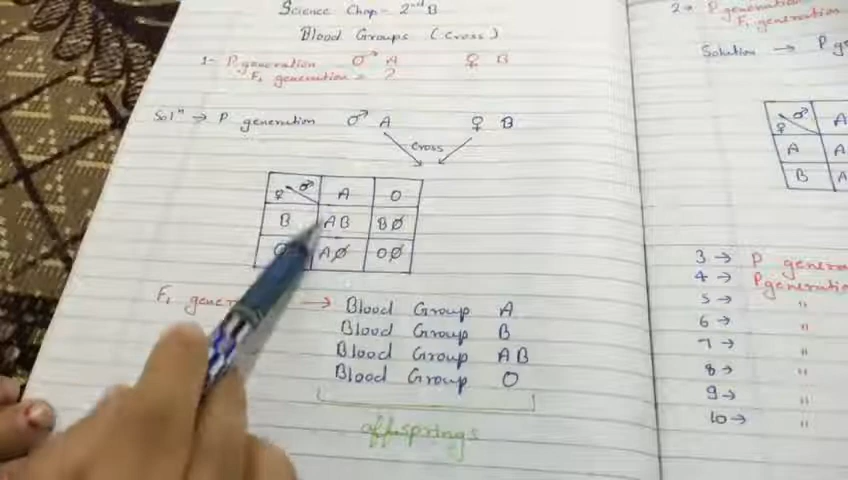 Science Chap - 2nd B
Blood Groups (Cross)
1- P generation ♂ A ♀ B
F1 generation = ?
Solⁿ → P generation ♂ A ♀ B
Cross
♀ ♂ A O
B AB BO
O AO OO
F1 gener → Blood Group A
Blood Group B
Blood Group AB
Blood Group O
offsprings
2 → P generation
F1 generation
Solution → P ge
♀ ♂ A
A A
B A
3 → P genera
4 → P generation
5 → "
6 → "
7 → "
8 → "
9 → "
10 → "